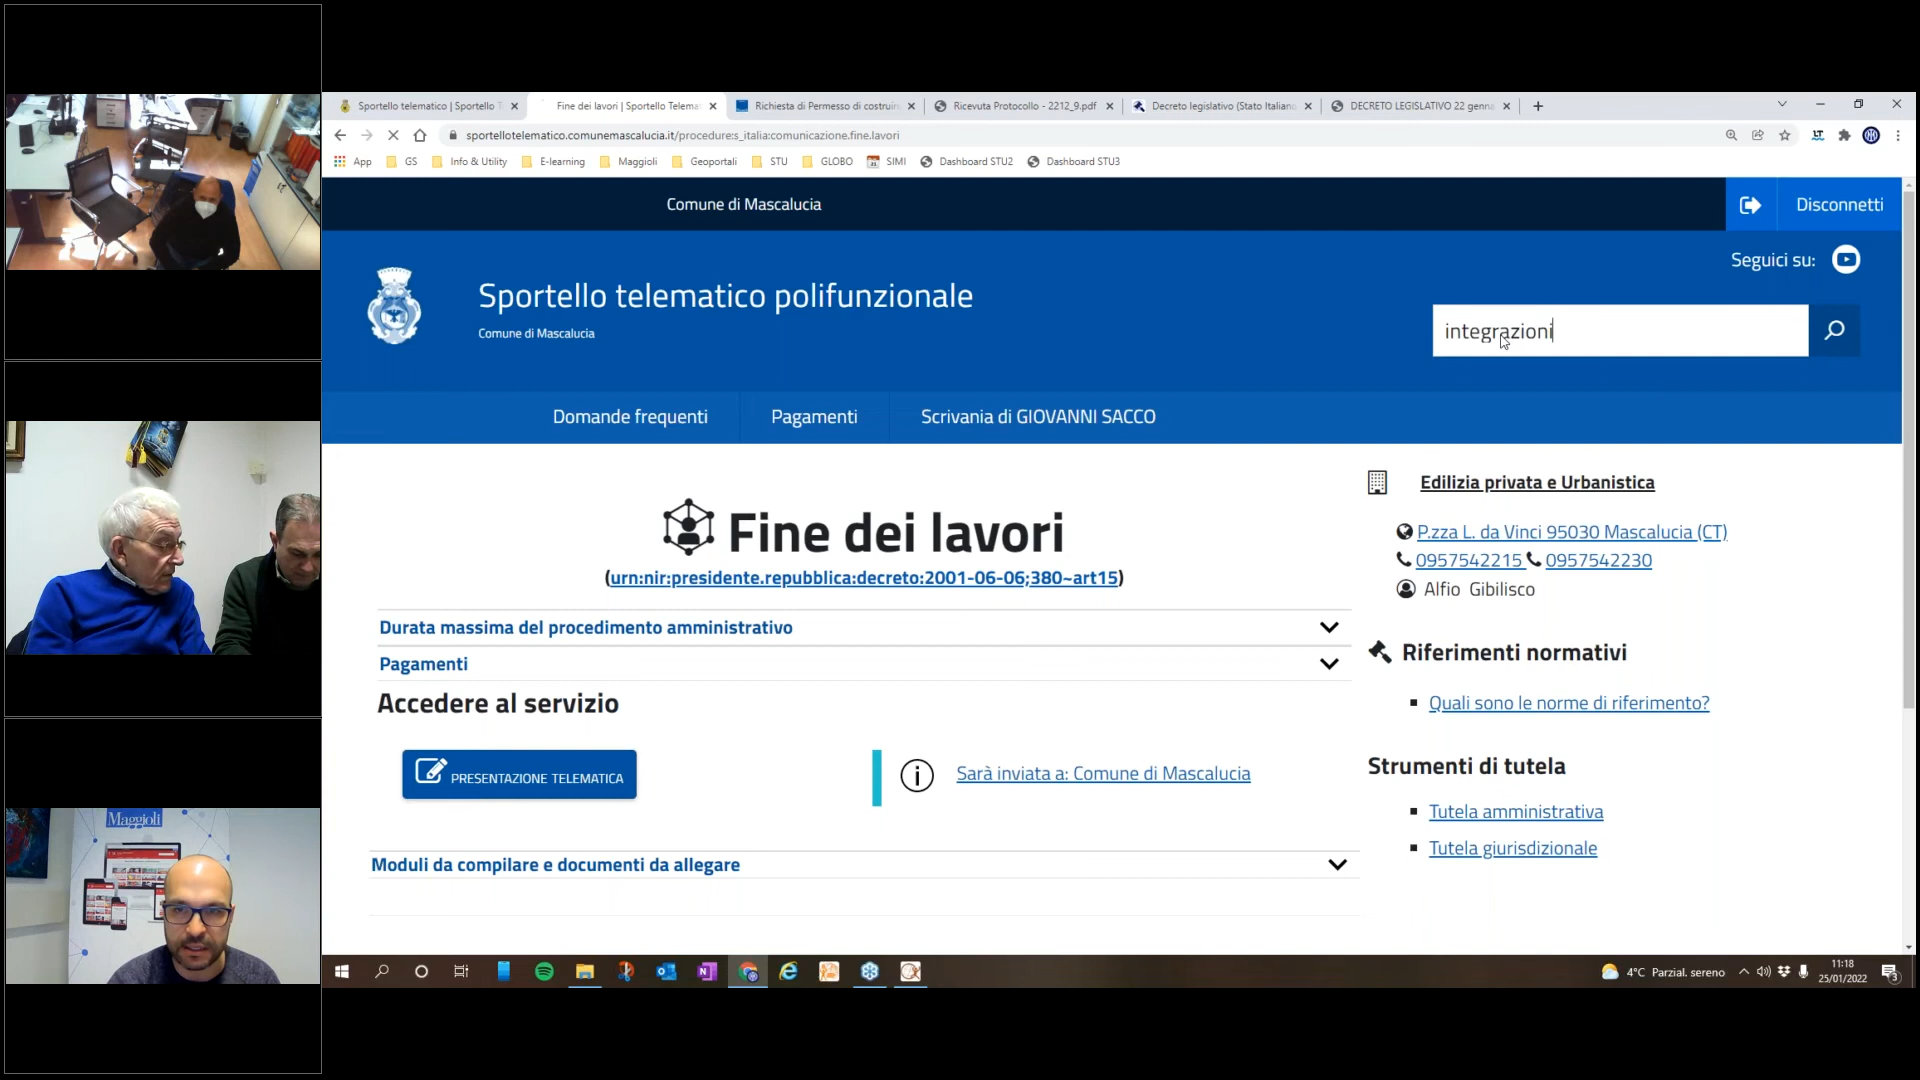 Maggioli
Sportello telematico | Sportello T
Fine dei lavori | Sportello Telema
Richiesta di Permesso di costruir
Ricevuta Protocollo - 2212_9.pdf
Decreto legislativo (Stato Italiano
DECRETO LEGISLATIVO 22 genna
sportellotelematico.comunemascalucia.it/procedure:s_italia:comunicazione.fine.lavori
App
GS
Info & Utility
E-learning
Maggioli
Geoportali
STU
GLOBO
SIMI
Dashboard STU2
Dashboard STU3
Comune di Mascalucia
Disconnetti
Seguici su:
Sportello telematico polifunzionale
Comune di Mascalucia
integrazioni
Domande frequenti
Pagamenti
Scrivania di GIOVANNI SACCO
Fine dei lavori
(urn:nir:presidente.repubblica:decreto:2001-06-06;380~art15)
Durata massima del procedimento amministrativo
Pagamenti
Accedere al servizio
PRESENTAZIONE TELEMATICA
Sarà inviata a: Comune di Mascalucia
Moduli da compilare e documenti da allegare
Edilizia privata e Urbanistica
P.zza L. da Vinci 95030 Mascalucia (CT)
0957542215 0957542230
Alfio Gibilisco
Riferimenti normativi
Quali sono le norme di riferimento?
Strumenti di tutela
Tutela amministrativa
Tutela giurisdizionale
4°C Parzial. sereno
11:18
25/01/2022
3